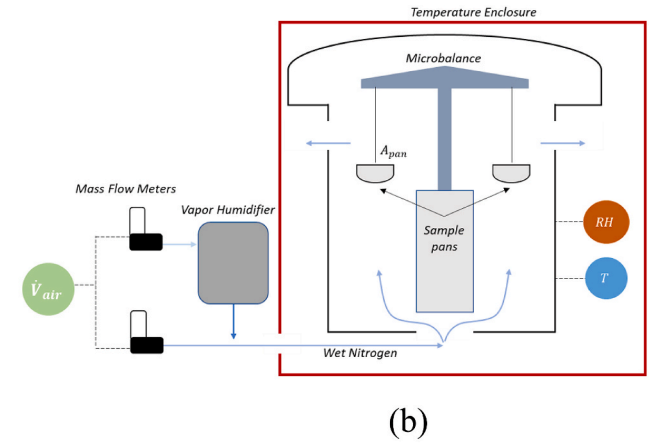 Temperature Enclosure
Microbalance
A_pan
Mass Flow Meters
Vapor Humidifier
Sample
pans
RH
V̇_air
T
Wet Nitrogen
(b)